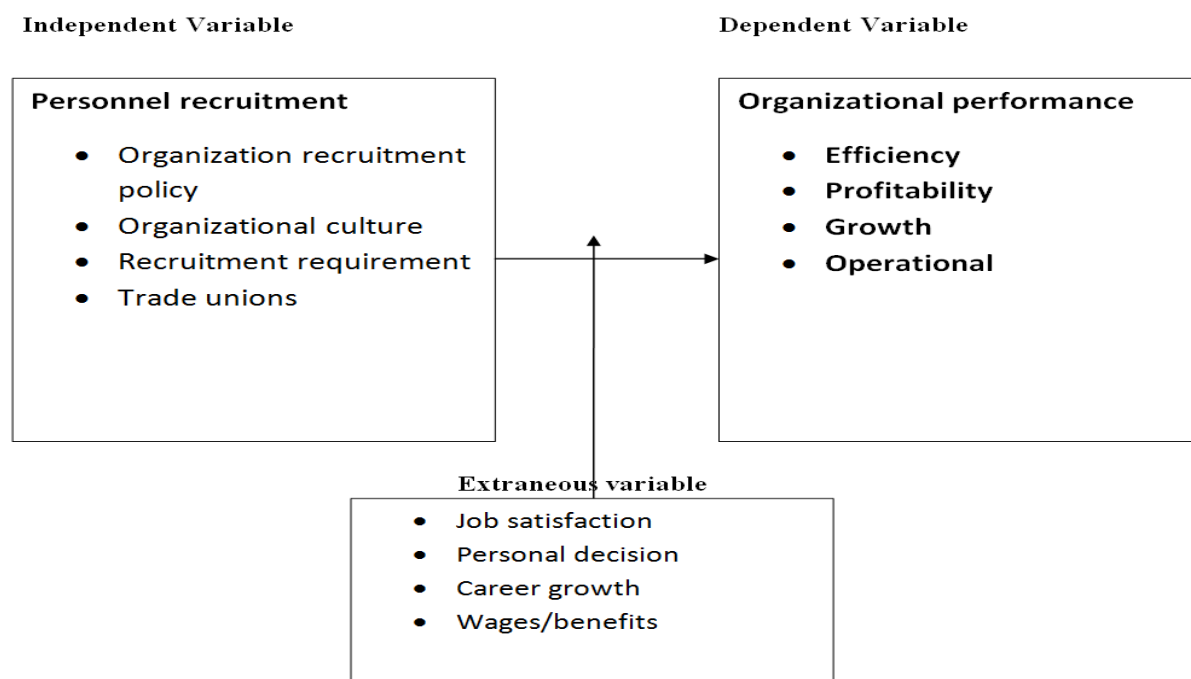 Independent Variable
Dependent Variable
Personnel recruitment
• Organization recruitment
policy
• Organizational culture
• Recruitment requirement
• Trade unions
Organizational performance
• Efficiency
• Profitability
• Growth
• Operational
Extraneous variable
• Job satisfaction
• Personal decision
• Career growth
• Wages/benefits